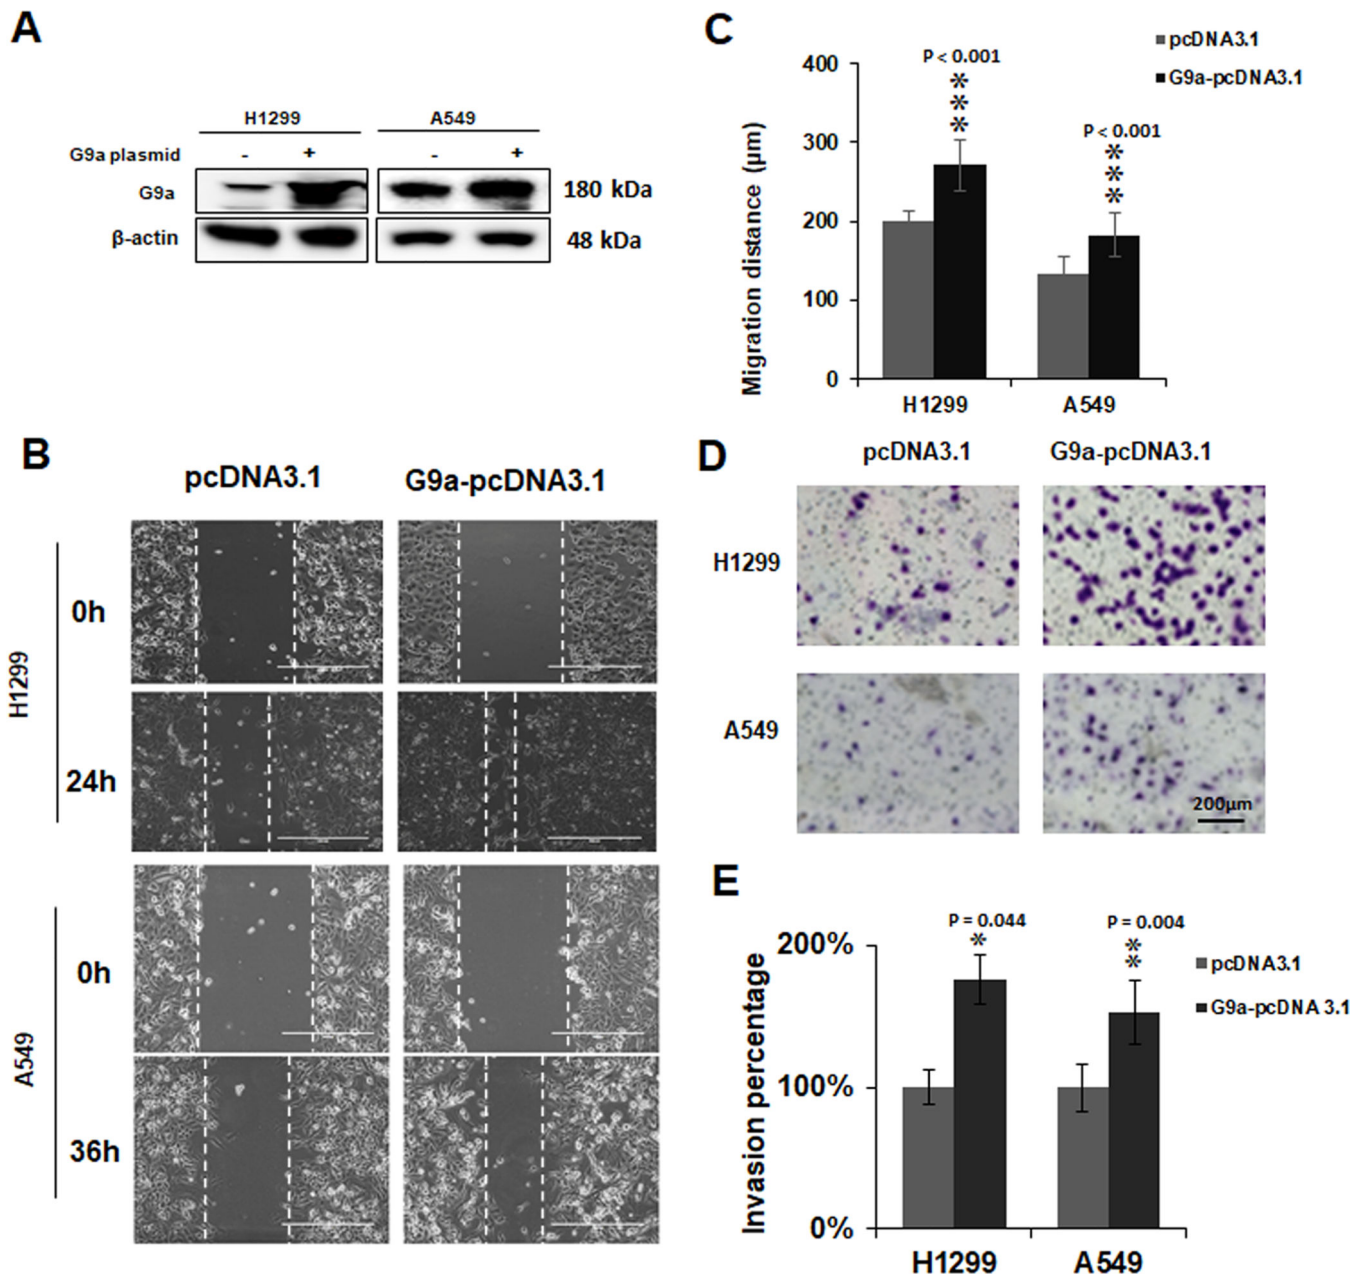 A
H1299 A549
G9a plasmid - + - +
G9a 180 kDa
β-actin 48 kDa
B
pcDNA3.1 G9a-pcDNA3.1
H1299
0h
24h
A549
0h
36h
C
pcDNA3.1
G9a-pcDNA3.1
Migration distance (µm)
400
300
200
100
0
P < 0.001
***
P < 0.001
***
H1299 A549
D
pcDNA3.1 G9a-pcDNA3.1
H1299
A549
200µm
E
Invasion percentage
200%
100%
0%
P = 0.044
*
P = 0.004
**
pcDNA3.1
G9a-pcDNA 3.1
H1299 A549